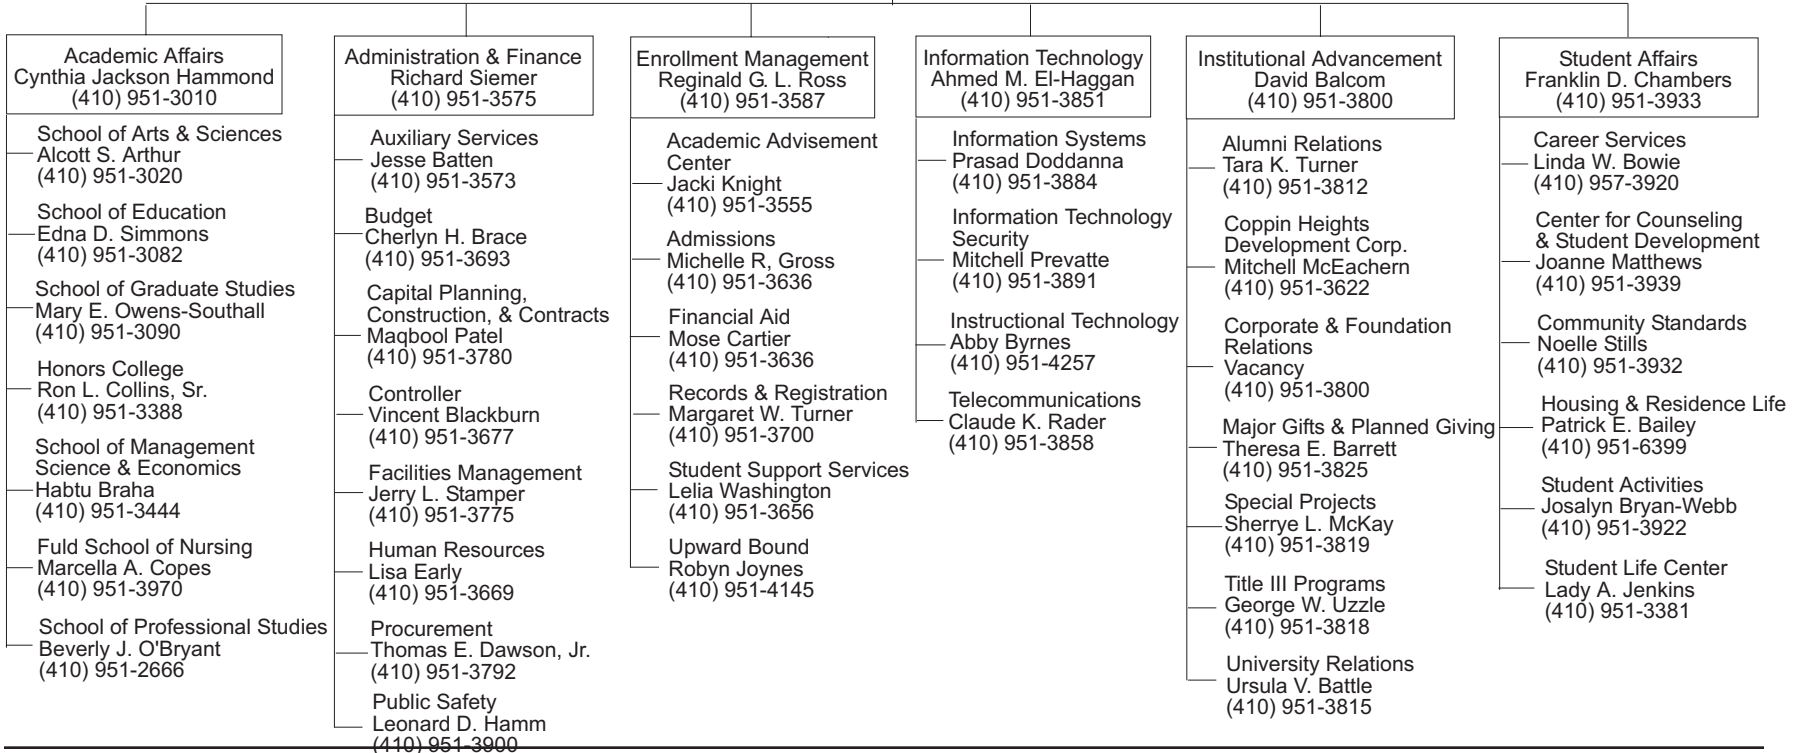 Academic Affairs
Cynthia Jackson Hammond
(410) 951-3010
School of Arts & Sciences
Alcott S. Arthur
(410) 951-3020
School of Education
Edna D. Simmons
(410) 951-3082
School of Graduate Studies
Mary E. Owens-Southall
(410) 951-3090
Honors College
Ron L. Collins, Sr.
(410) 951-3388
School of Management
Science & Economics
Habtu Braha
(410) 951-3444
Fuld School of Nursing
Marcella A. Copes
(410) 951-3970
School of Professional Studies
Beverly J. O'Bryant
(410) 951-2666
Administration & Finance
Richard Siemer
(410) 951-3575
Auxiliary Services
Jesse Batten
(410) 951-3573
Budget
Cherlyn H. Brace
(410) 951-3693
Capital Planning,
Construction, & Contracts
Maqbool Patel
(410) 951-3780
Controller
Vincent Blackburn
(410) 951-3677
Facilities Management
Jerry L. Stamper
(410) 951-3775
Human Resources
Lisa Early
(410) 951-3669
Procurement
Thomas E. Dawson, Jr.
(410) 951-3792
Public Safety
Leonard D. Hamm
(410) 951-3900
Enrollment Management
Reginald G. L. Ross
(410) 951-3587
Academic Advisement
Center
Jacki Knight
(410) 951-3555
Admissions
Michelle R, Gross
(410) 951-3636
Financial Aid
Mose Cartier
(410) 951-3636
Records & Registration
Margaret W. Turner
(410) 951-3700
Student Support Services
Lelia Washington
(410) 951-3656
Upward Bound
Robyn Joynes
(410) 951-4145
Information Technology
Ahmed M. El-Haggan
(410) 951-3851
Information Systems
Prasad Doddanna
(410) 951-3884
Information Technology
Security
Mitchell Prevatte
(410) 951-3891
Instructional Technology
Abby Byrnes
(410) 951-4257
Telecommunications
Claude K. Rader
(410) 951-3858
Institutional Advancement
David Balcom
(410) 951-3800
Alumni Relations
Tara K. Turner
(410) 951-3812
Coppin Heights
Development Corp.
Mitchell McEachern
(410) 951-3622
Corporate & Foundation
Relations
Vacancy
(410) 951-3800
Major Gifts & Planned Giving
Theresa E. Barrett
(410) 951-3825
Special Projects
Sherrye L. McKay
(410) 951-3819
Title III Programs
George W. Uzzle
(410) 951-3818
University Relations
Ursula V. Battle
(410) 951-3815
Student Affairs
Franklin D. Chambers
(410) 951-3933
Career Services
Linda W. Bowie
(410) 957-3920
Center for Counseling
& Student Development
Joanne Matthews
(410) 951-3939
Community Standards
Noelle Stills
(410) 951-3932
Housing & Residence Life
Patrick E. Bailey
(410) 951-6399
Student Activities
Josalyn Bryan-Webb
(410) 951-3922
Student Life Center
Lady A. Jenkins
(410) 951-3381